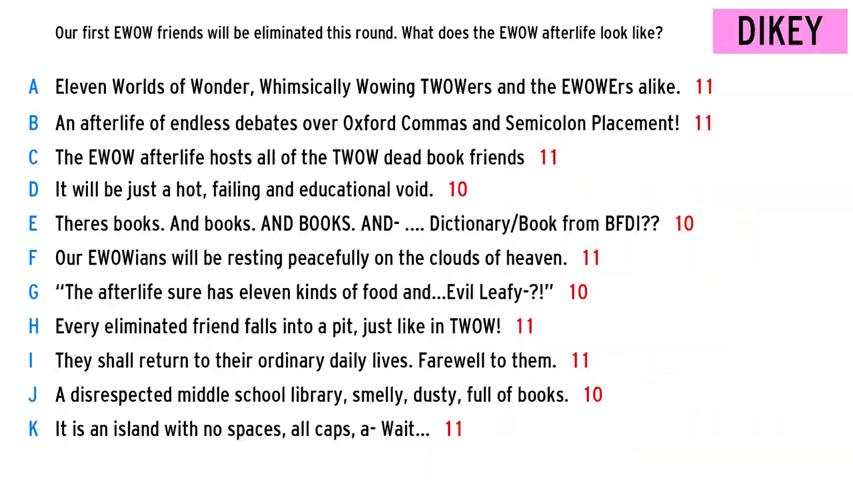 Our first EWOW friends will be eliminated this round. What does the EWOW afterlife look like?
DIKEY
A Eleven Worlds of Wonder, Whimsically Wowing TWOWers and the EWOWErs alike. 11
B An afterlife of endless debates over Oxford Commas and Semicolon Placement! 11
C The EWOW afterlife hosts all of the TWOW dead book friends 11
D It will be just a hot, failing and educational void. 10
E Theres books. And books. AND BOOKS. AND- .... Dictionary/Book from BFDI?? 10
F Our EWOWians will be resting peacefully on the clouds of heaven. 11
G “The afterlife sure has eleven kinds of food and...Evil Leafy-?!” 10
H Every eliminated friend falls into a pit, just like in TWOW! 11
I They shall return to their ordinary daily lives. Farewell to them. 11
J A disrespected middle school library, smelly, dusty, full of books. 10
K It is an island with no spaces, all caps, a- Wait... 11